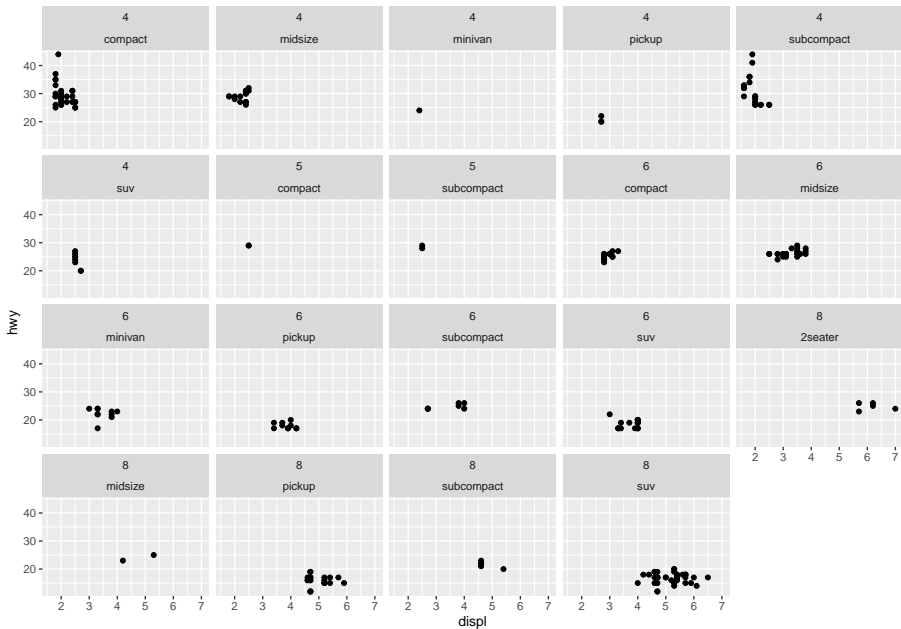 4 4 4 4 4
compact midsize minivan pickup subcompact
40
30
20
4 5 5 6 6
suv compact subcompact compact midsize
40
30
20
6 6 6 6 8
minivan pickup subcompact suv 2seater
40
30
20
2 3 4 5 6 7
8 8 8 8
midsize pickup subcompact suv
40
30
20
2 3 4 5 6 7 2 3 4 5 6 7 2 3 4 5 6 7 2 3 4 5 6 7
displ
hwy